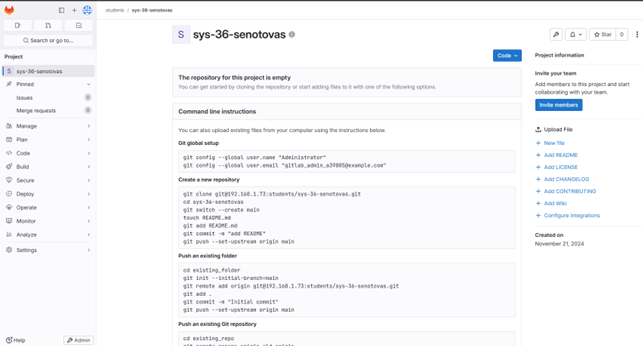 students / sys-36-senotovas
Search or go to...
Project
S sys-36-senotovas
Pinned
Issues 0
Merge requests 0
Manage
Plan
Code
Build
Secure
Deploy
Operate
Monitor
Analyze
Settings
Help
Admin
S sys-36-senotovas
Star 0
Code
The repository for this project is empty
You can get started by cloning the repository or start adding files to it with one of the following options.
Command line instructions
You can also upload existing files from your computer using the instructions below.
Git global setup
git config --global user.name "Administrator"
git config --global user.email "gitlab_admin_a39805@example.com"
Create a new repository
git clone git@192.168.1.73:students/sys-36-senotovas.git
cd sys-36-senotovas
git switch --create main
touch README.md
git add README.md
git commit -m "add README"
git push --set-upstream origin main
Push an existing folder
cd existing_folder
git init --initial-branch=main
git remote add origin git@192.168.1.73:students/sys-36-senotovas.git
git add .
git commit -m "Initial commit"
git push --set-upstream origin main
Push an existing Git repository
cd existing_repo
Project information
Invite your team
Add members to this project and start
collaborating with your team.
Invite members
Upload File
New file
Add README
Add LICENSE
Add CHANGELOG
Add CONTRIBUTING
Add Wiki
Configure Integrations
Created on
November 21, 2024